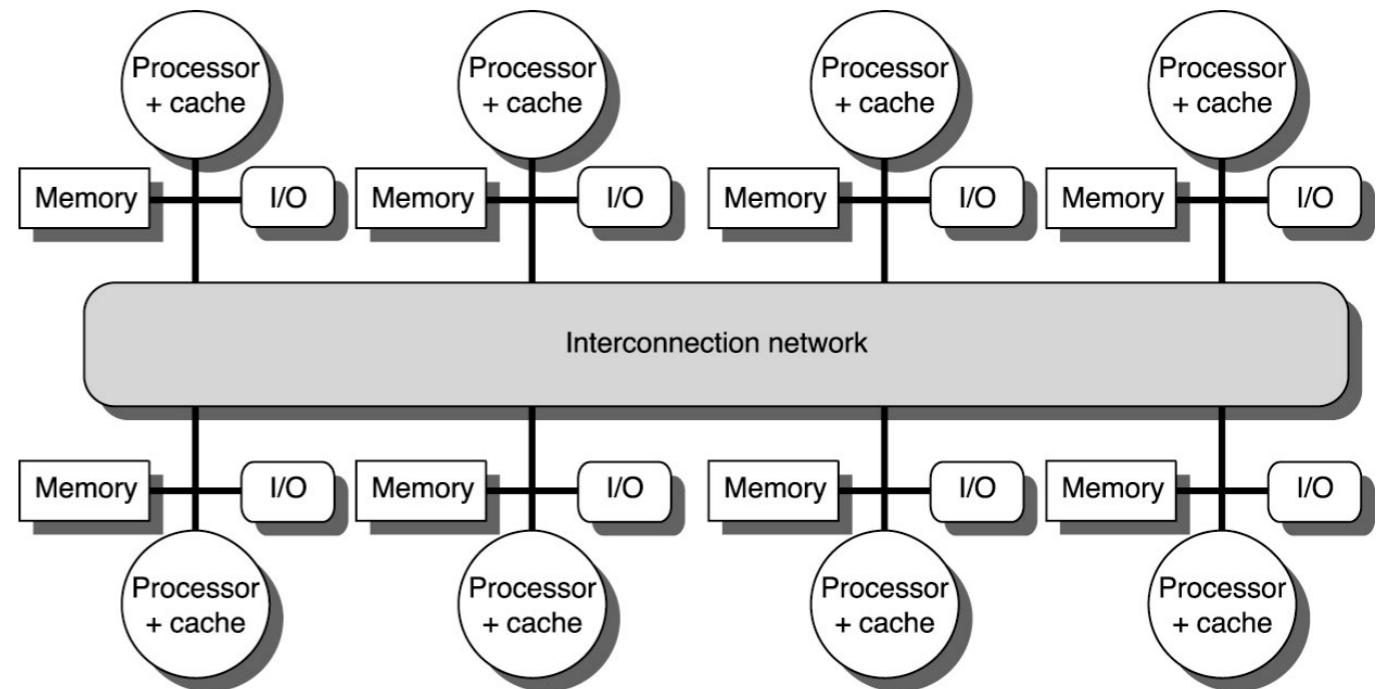 Processor
+ cache
Processor
+ cache
Processor
+ cache
Processor
+ cache
Memory
I/O
Memory
I/O
Memory
I/O
Memory
I/O
Interconnection network
Memory
I/O
Memory
I/O
Memory
I/O
Memory
I/O
Processor
+ cache
Processor
+ cache
Processor
+ cache
Processor
+ cache